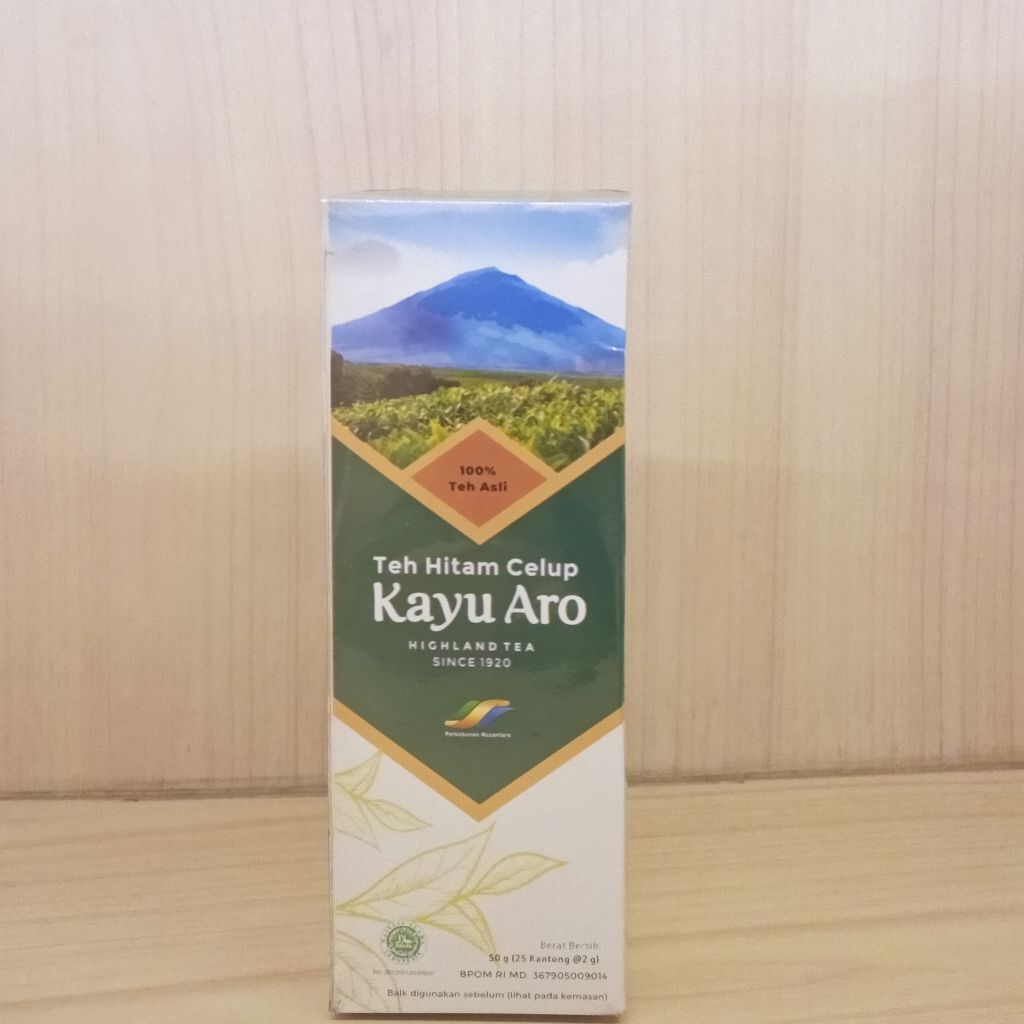 100%
Teh Asli
Teh Hitam Celup
Kayu Aro
HIGHLAND TEA
SINCE 1920
Perkebunan Nusantara
Berat Bersih:
50 g (25 Kantong @2 g)
BPOM RI MD. 367905009014
Baik digunakan sebelum (lihat pada kemasan)